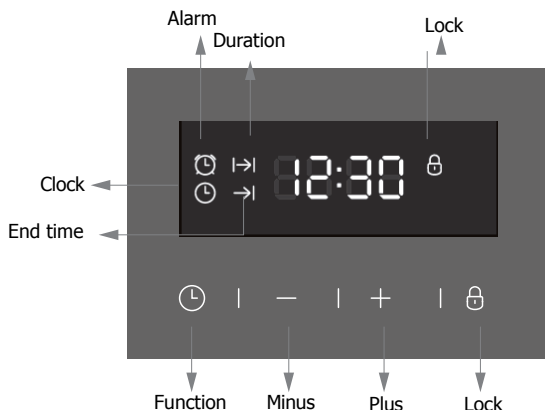 Alarm
Duration
Lock
12:30
Clock
End time
Function
Minus
Plus
Lock